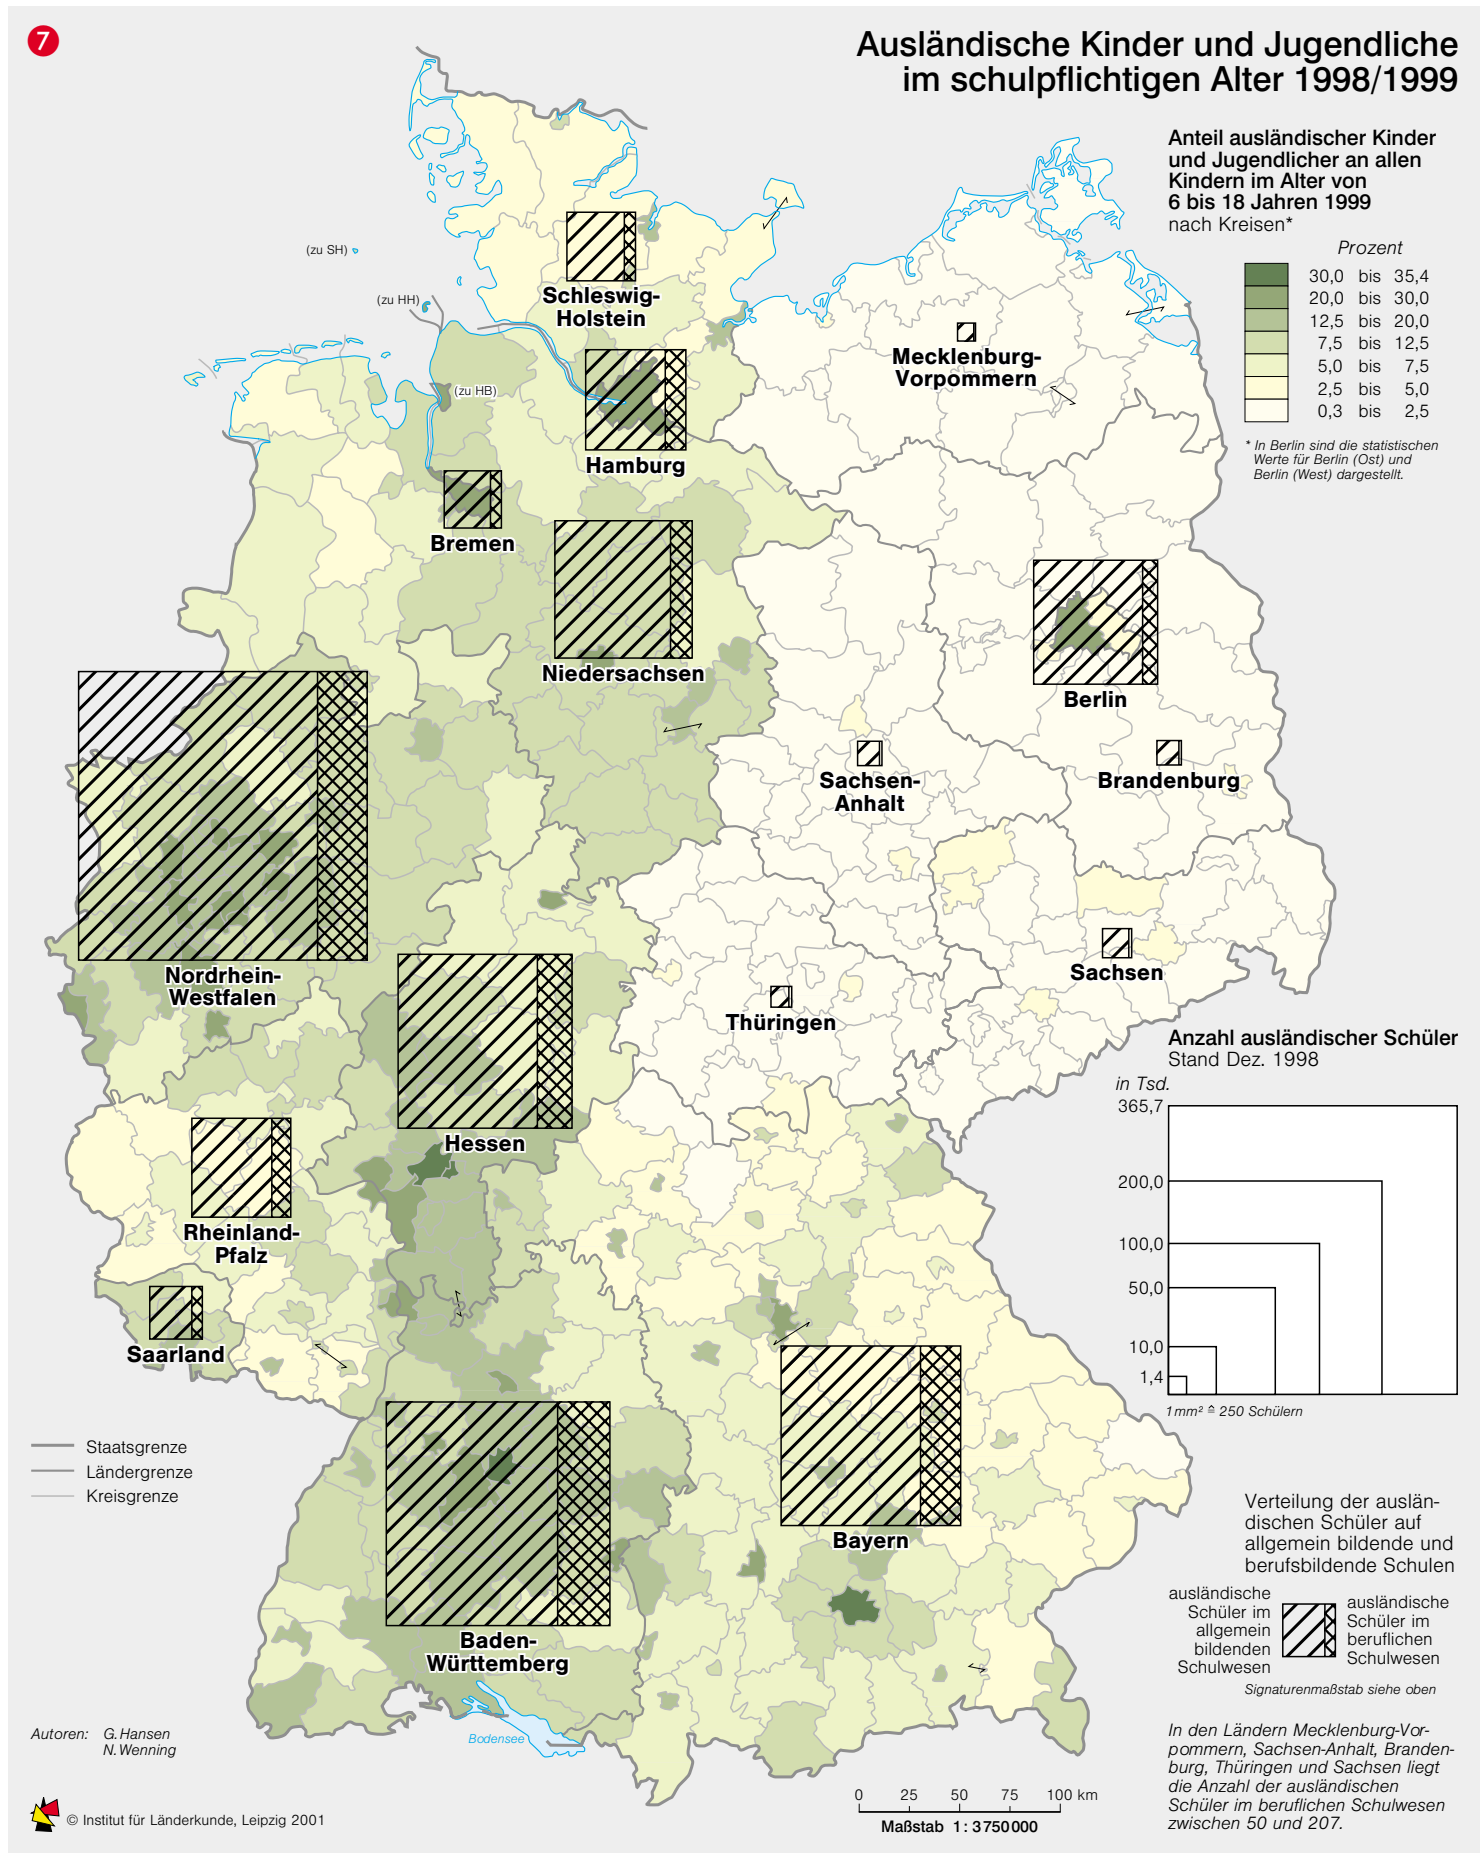 7
Ausländische Kinder und Jugendliche
im schulpflichtigen Alter 1998/1999
Anteil ausländischer Kinder
und Jugendlicher an allen
Kindern im Alter von
6 bis 18 Jahren 1999
nach Kreisen*
Prozent
30,0 bis 35,4
20,0 bis 30,0
12,5 bis 20,0
7,5 bis 12,5
5,0 bis 7,5
2,5 bis 5,0
0,3 bis 2,5
* In Berlin sind die statistischen
Werte für Berlin (Ost) und
Berlin (West) dargestellt.
(zu SH)
(zu HH)
(zu HB)
Schleswig-
Holstein
Mecklenburg-
Vorpommern
Hamburg
Bremen
Niedersachsen
Berlin
Sachsen-
Anhalt
Brandenburg
Nordrhein-
Westfalen
Sachsen
Thüringen
Hessen
Rheinland-
Pfalz
Saarland
Bayern
Baden-
Württemberg
Bodensee
Anzahl ausländischer Schüler
Stand Dez. 1998
in Tsd.
365,7
200,0
100,0
50,0
10,0
1,4
1 mm² ≙ 250 Schülern
Staatsgrenze
Ländergrenze
Kreisgrenze
Verteilung der auslän-
dischen Schüler auf
allgemein bildende und
berufsbildende Schulen
ausländische
Schüler im
allgemein
bildenden
Schulwesen
ausländische
Schüler im
beruflichen
Schulwesen
Signaturenmaßstab siehe oben
In den Ländern Mecklenburg-Vor-
pommern, Sachsen-Anhalt, Branden-
burg, Thüringen und Sachsen liegt
die Anzahl der ausländischen
Schüler im beruflichen Schulwesen
zwischen 50 und 207.
Autoren: G. Hansen
N. Wenning
© Institut für Länderkunde, Leipzig 2001
0 25 50 75 100 km
Maßstab 1 : 3 750 000